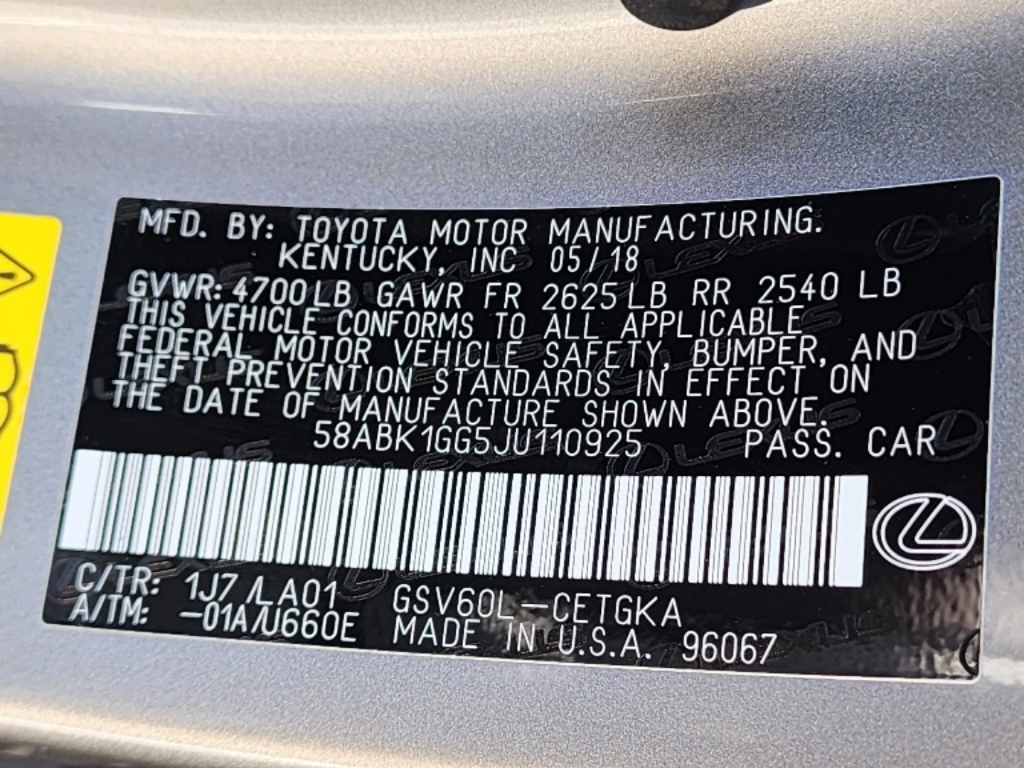 MFD. BY: TOYOTA MOTOR MANUFACTURING.
KENTUCKY, INC 05/18
GVWR: 4700LB GAWR FR 2625LB RR 2540 LB
THIS VEHICLE CONFORMS TO ALL APPLICABLE
FEDERAL MOTOR VEHICLE SAFETY, BUMPER, AND
THEFT PREVENTION STANDARDS IN EFFECT ON
THE DATE OF MANUFACTURE SHOWN ABOVE.
58ABK1GG5JU110925 PASS. CAR
C/TR: 1J7 /LA01 GSV60L-CETGKA
A/TM: -01A/U660E MADE IN U.S.A. 96067